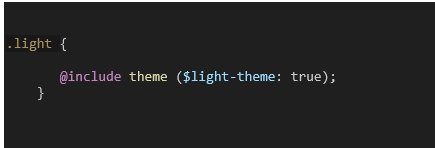 .light {
@include theme ($light-theme: true);
}